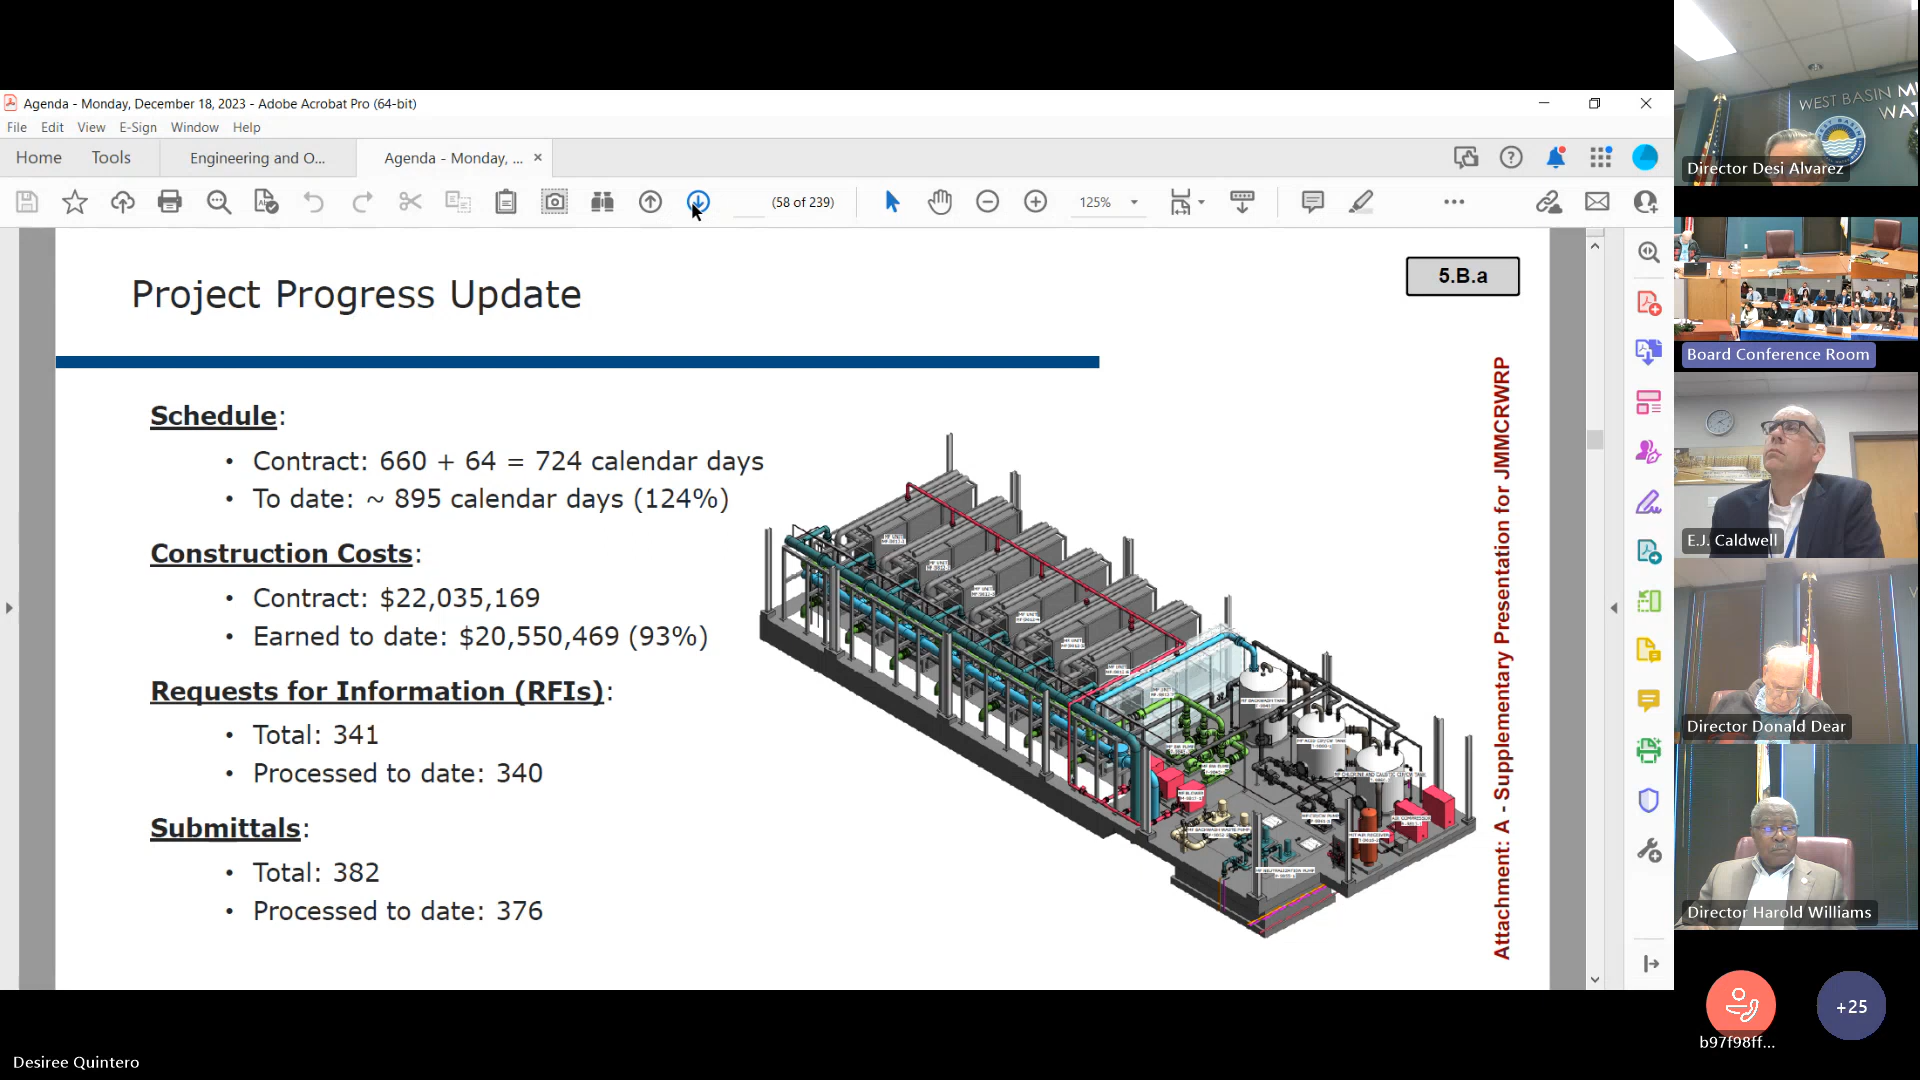 Agenda - Monday, December 18, 2023 - Adobe Acrobat Pro (64-bit)
File Edit View E-Sign Window Help
Home Tools Engineering and O... Agenda - Monday, ...
(58 of 239) 125%
Project Progress Update
5.B.a
Schedule:
• Contract: 660 + 64 = 724 calendar days
• To date: ~ 895 calendar days (124%)
Construction Costs:
• Contract: $22,035,169
• Earned to date: $20,550,469 (93%)
Requests for Information (RFIs):
• Total: 341
• Processed to date: 340
Submittals:
• Total: 382
• Processed to date: 376
Attachment: A - Supplementary Presentation for JMMCRWRP
WEST BASIN
Director Desi Alvarez
Board Conference Room
E.J. Caldwell
Director Donald Dear
Director Harold Williams
+25
b97f98ff...
Desiree Quintero